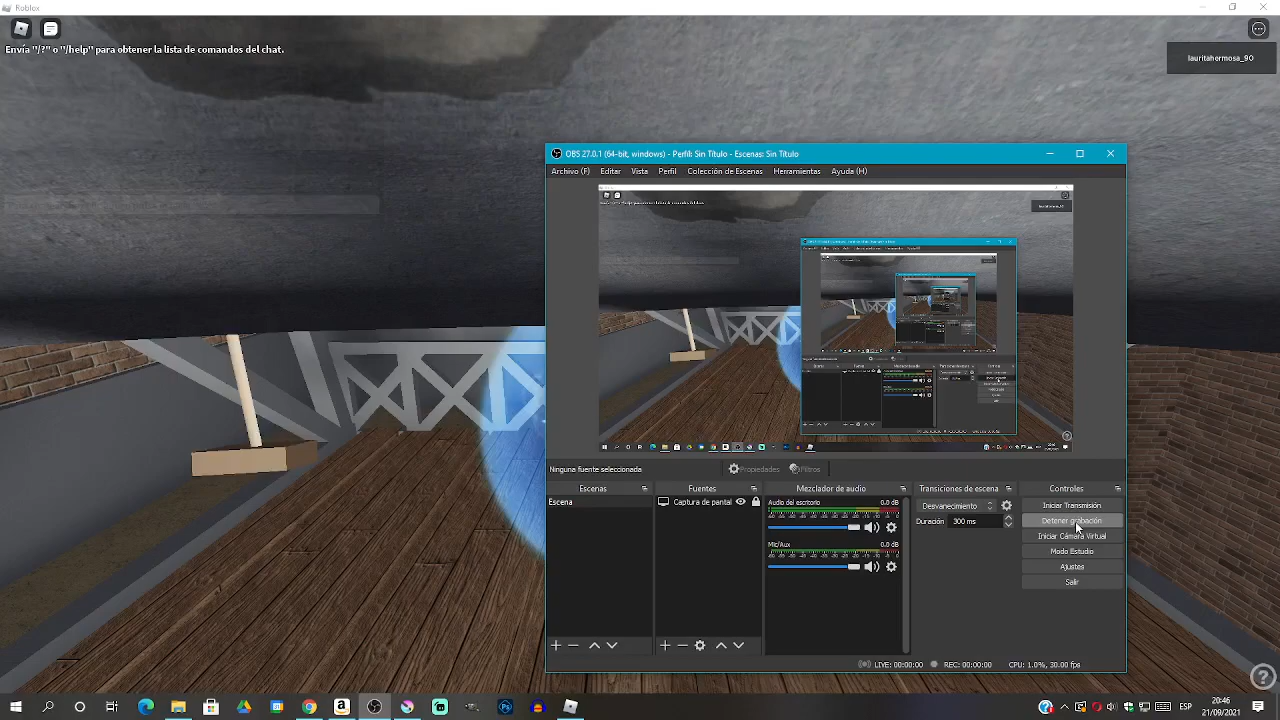 Roblox
Envía "/?" o "/help" para obtener la lista de comandos del chat.
lauritahermosa_90
OBS 27.0.1 (64-bit, windows) - Perfil: Sin Título - Escenas: Sin Título
Archivo (F) Editar Vista Perfil Colección de Escenas Herramientas Ayuda (H)
Ninguna fuente seleccionada Propiedades Filtros
Escenas Fuentes Mezclador de audio Transiciones de escena Controles
Escena Captura de pantal Audio del escritorio 0.0 dB Desvanecimiento Iniciar Transmisión
Duración 300 ms Detener grabación
Iniciar Cámara Virtual
Mic/Aux 0.0 dB Modo Estudio
Ajustes
Salir
LIVE: 00:00:00 REC: 00:00:00 CPU: 1.0%, 30.00 fps
ESP
20:46
21/09/2021